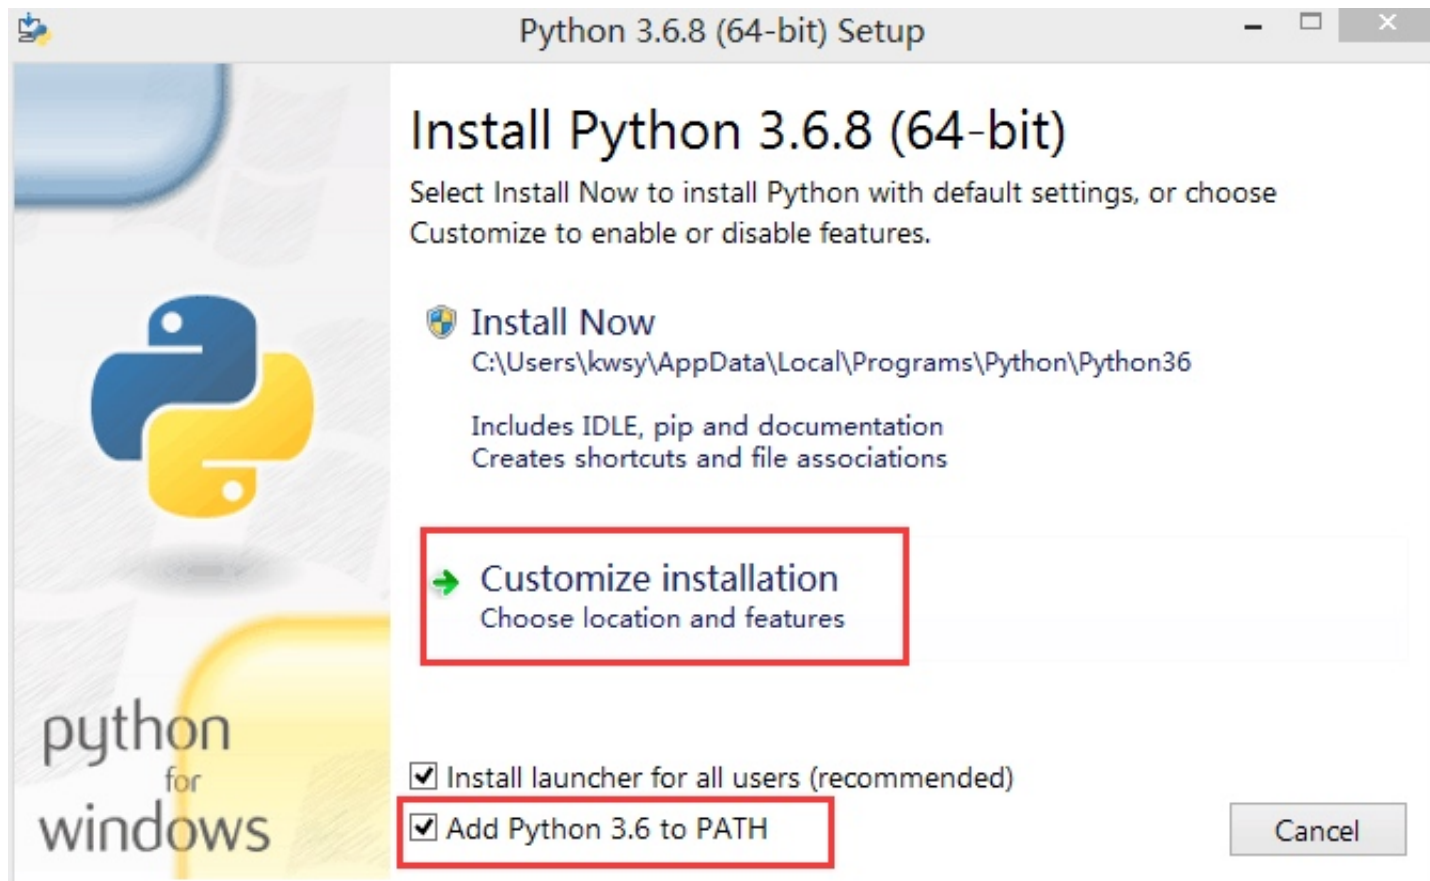 Python 3.6.8 (64-bit) Setup
Install Python 3.6.8 (64-bit)
Select Install Now to install Python with default settings, or choose
Customize to enable or disable features.
Install Now
C:\Users\kwsy\AppData\Local\Programs\Python\Python36
Includes IDLE, pip and documentation
Creates shortcuts and file associations
Customize installation
Choose location and features
python
for
windows
Install launcher for all users (recommended)
Add Python 3.6 to PATH
Cancel